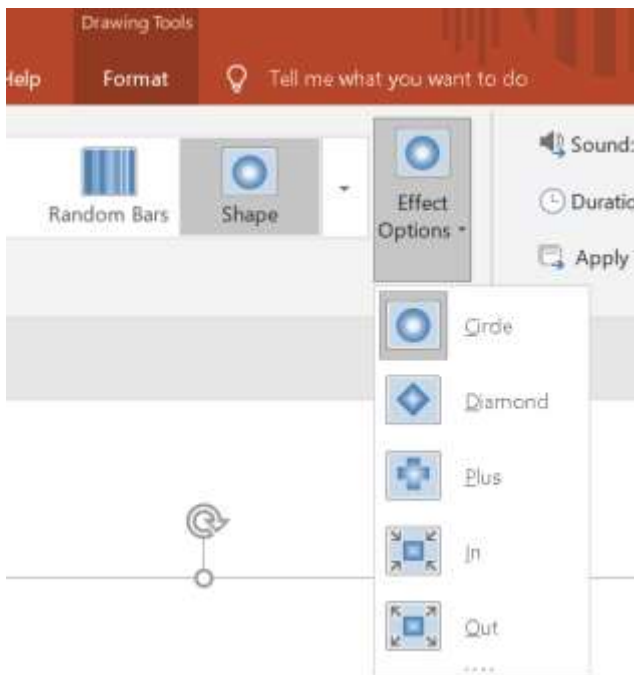 Drawing Tools
Help Format Tell me what you want to do
Random Bars Shape Effect Options
Sound:
Duratio
Apply
Circle
Diamond
Plus
In
Out